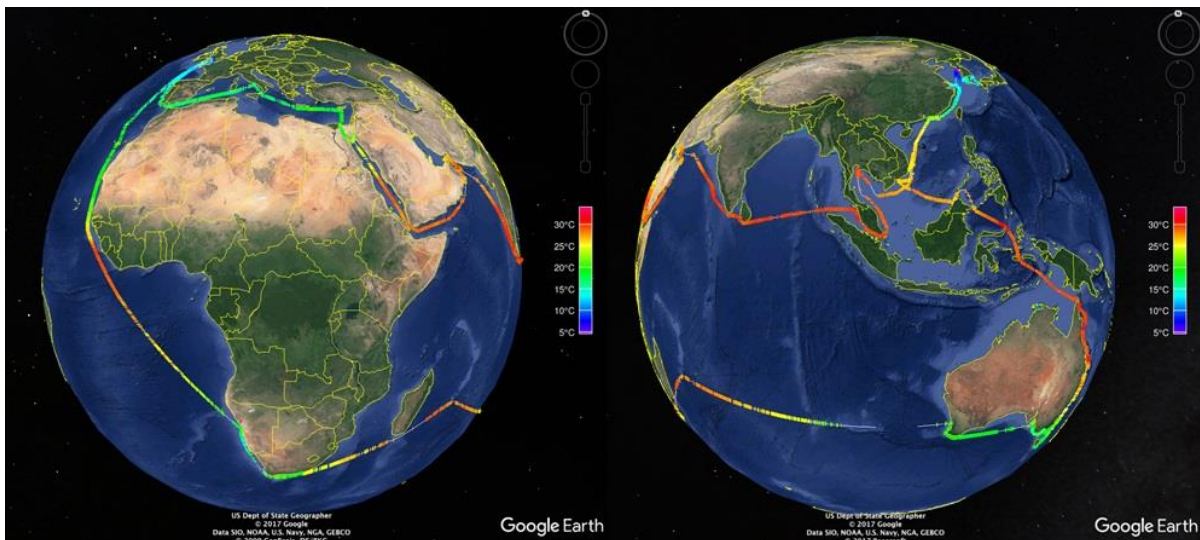 N
30°C
25°C
20°C
15°C
10°C
5°C
US Dept of State Geographer
© 2017 Google
Data SIO, NOAA, U.S. Navy, NGA, GEBCO
Google Earth
N
30°C
25°C
20°C
15°C
10°C
5°C
US Dept of State Geographer
© 2017 Google
Data SIO, NOAA, U.S. Navy, NGA, GEBCO
Google Earth